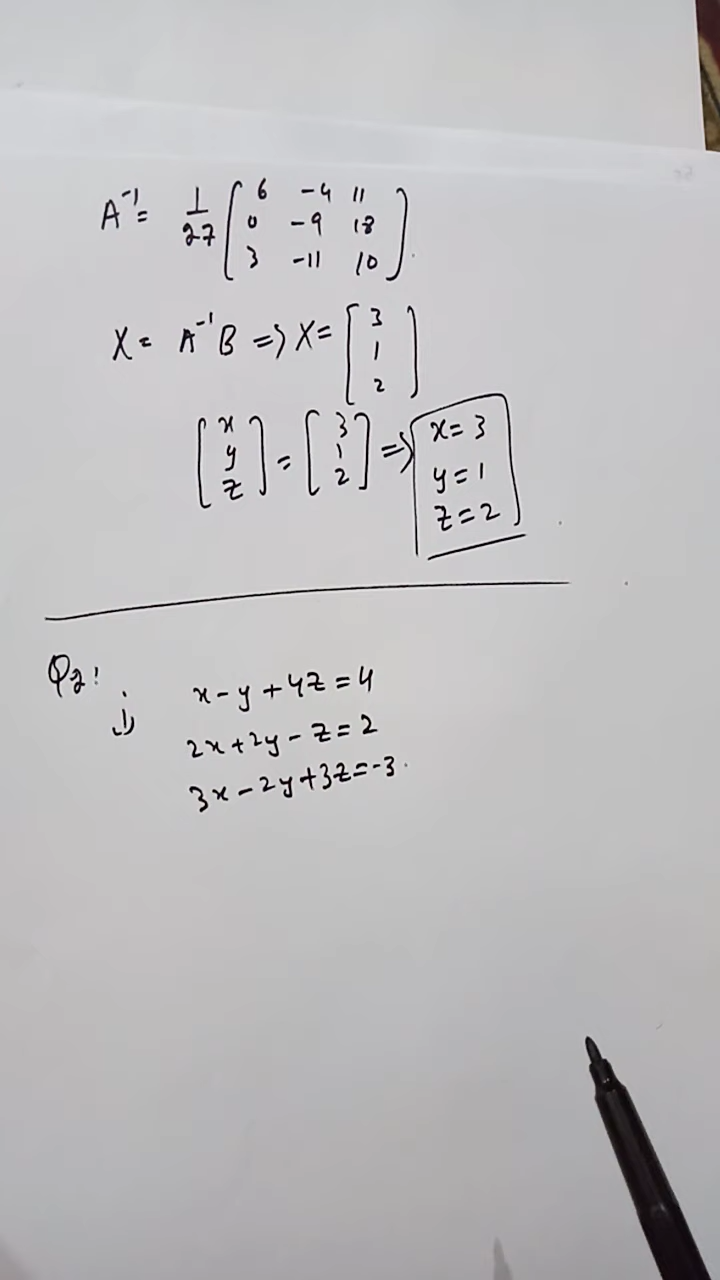 A⁻¹ = 1/27 [6 -4 11
0 -9 18
3 -11 10]
X = A⁻¹B => X = [3
1
2]
[x
y
z] = [3
1
2] => x = 3
y = 1
z = 2
Q2:
i) x - y + 4z = 4
2x + 2y - z = 2
3x - 2y + 3z = -3.